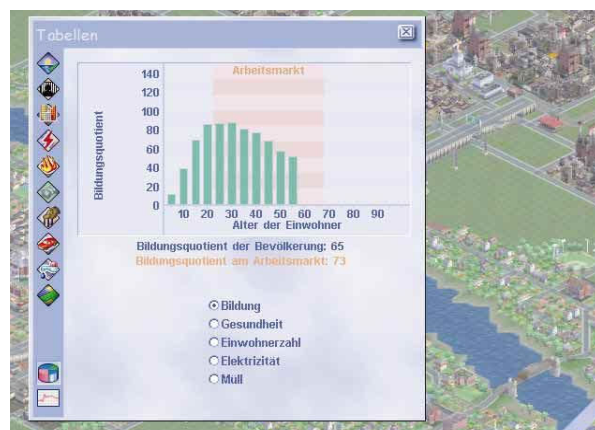 Tabellen
Arbeitsmarkt
140
120
100
80
60
40
20
0
Bildungsquotient
10 20 30 40 50 60 70 80 90
Alter der Einwohner
Bildungsquotient der Bevölkerung: 65
Bildungsquotient am Arbeitsmarkt: 73
Bildung
Gesundheit
Einwohnerzahl
Elektrizität
Müll